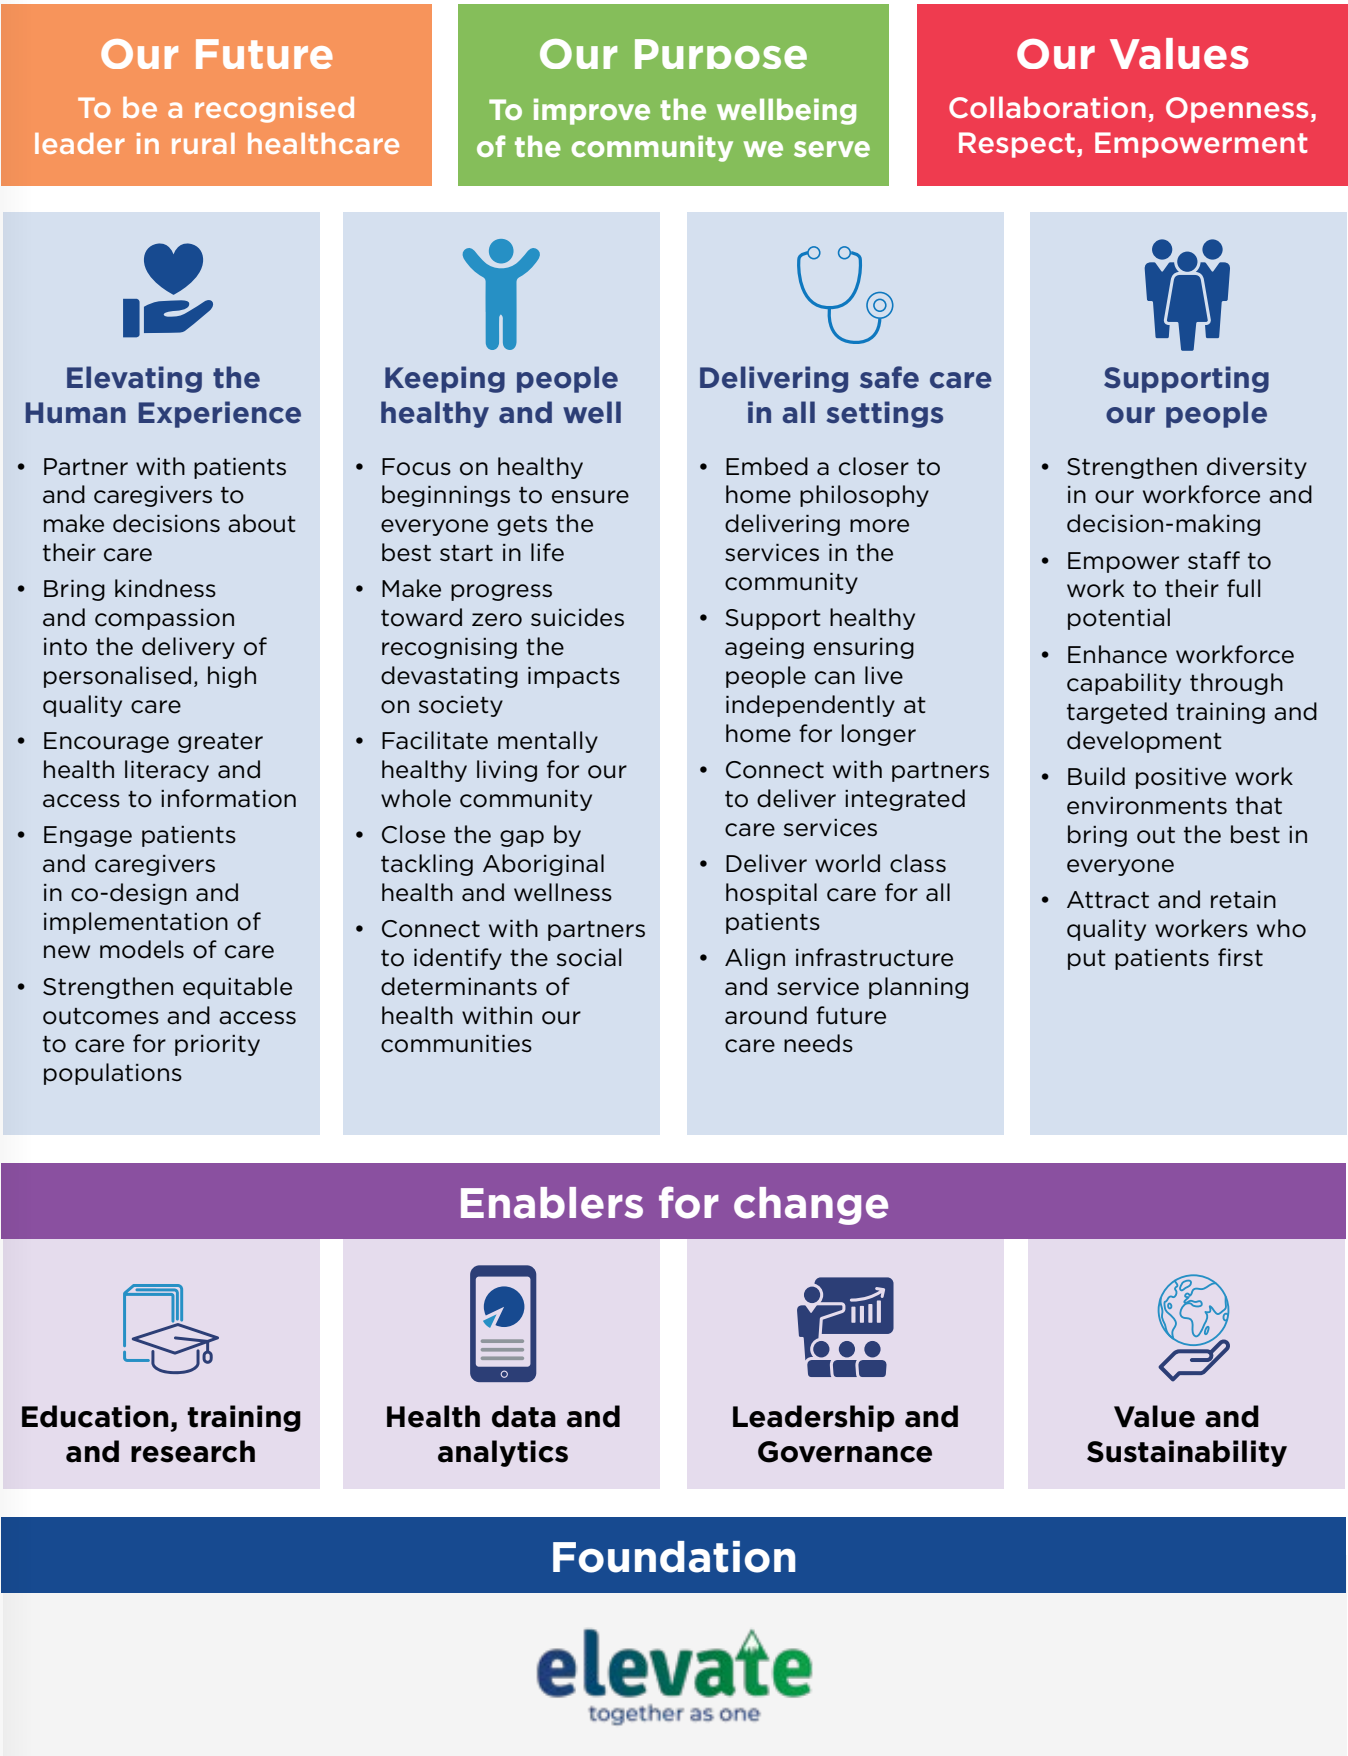 Our Future
To be a recognised
leader in rural healthcare
Our Purpose
To improve the wellbeing
of the community we serve
Our Values
Collaboration, Openness,
Respect, Empowerment
Elevating the
Human Experience
• Partner with patients
and caregivers to
make decisions about
their care
• Bring kindness
and compassion
into the delivery of
personalised, high
quality care
• Encourage greater
health literacy and
access to information
• Engage patients
and caregivers
in co-design and
implementation of
new models of care
• Strengthen equitable
outcomes and access
to care for priority
populations
Keeping people
healthy and well
• Focus on healthy
beginnings to ensure
everyone gets the
best start in life
• Make progress
toward zero suicides
recognising the
devastating impacts
on society
• Facilitate mentally
healthy living for our
whole community
• Close the gap by
tackling Aboriginal
health and wellness
• Connect with partners
to identify the social
determinants of
health within our
communities
Delivering safe care
in all settings
• Embed a closer to
home philosophy
delivering more
services in the
community
• Support healthy
ageing ensuring
people can live
independently at
home for longer
• Connect with partners
to deliver integrated
care services
• Deliver world class
hospital care for all
patients
• Align infrastructure
and service planning
around future
care needs
Supporting
our people
• Strengthen diversity
in our workforce and
decision-making
• Empower staff to
work to their full
potential
• Enhance workforce
capability through
targeted training and
development
• Build positive work
environments that
bring out the best in
everyone
• Attract and retain
quality workers who
put patients first
Enablers for change
Education, training
and research
Health data and
analytics
Leadership and
Governance
Value and
Sustainability
Foundation
elevate
together as one